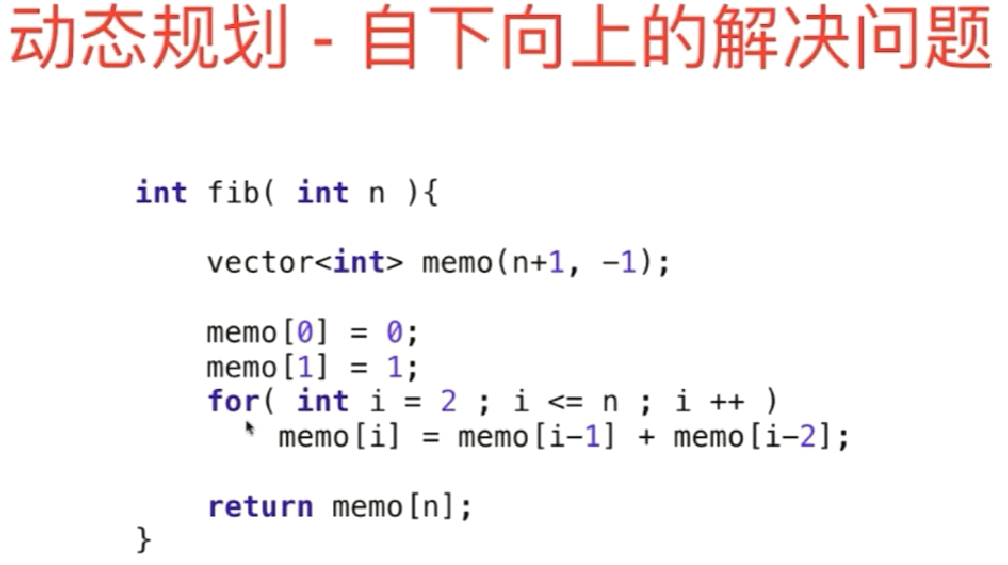 动态规划 - 自下向上的解决问题
int fib( int n ){
vector<int> memo(n+1, -1);
memo[0] = 0;
memo[1] = 1;
for( int i = 2 ; i <= n ; i ++ )
memo[i] = memo[i-1] + memo[i-2];
return memo[n];
}